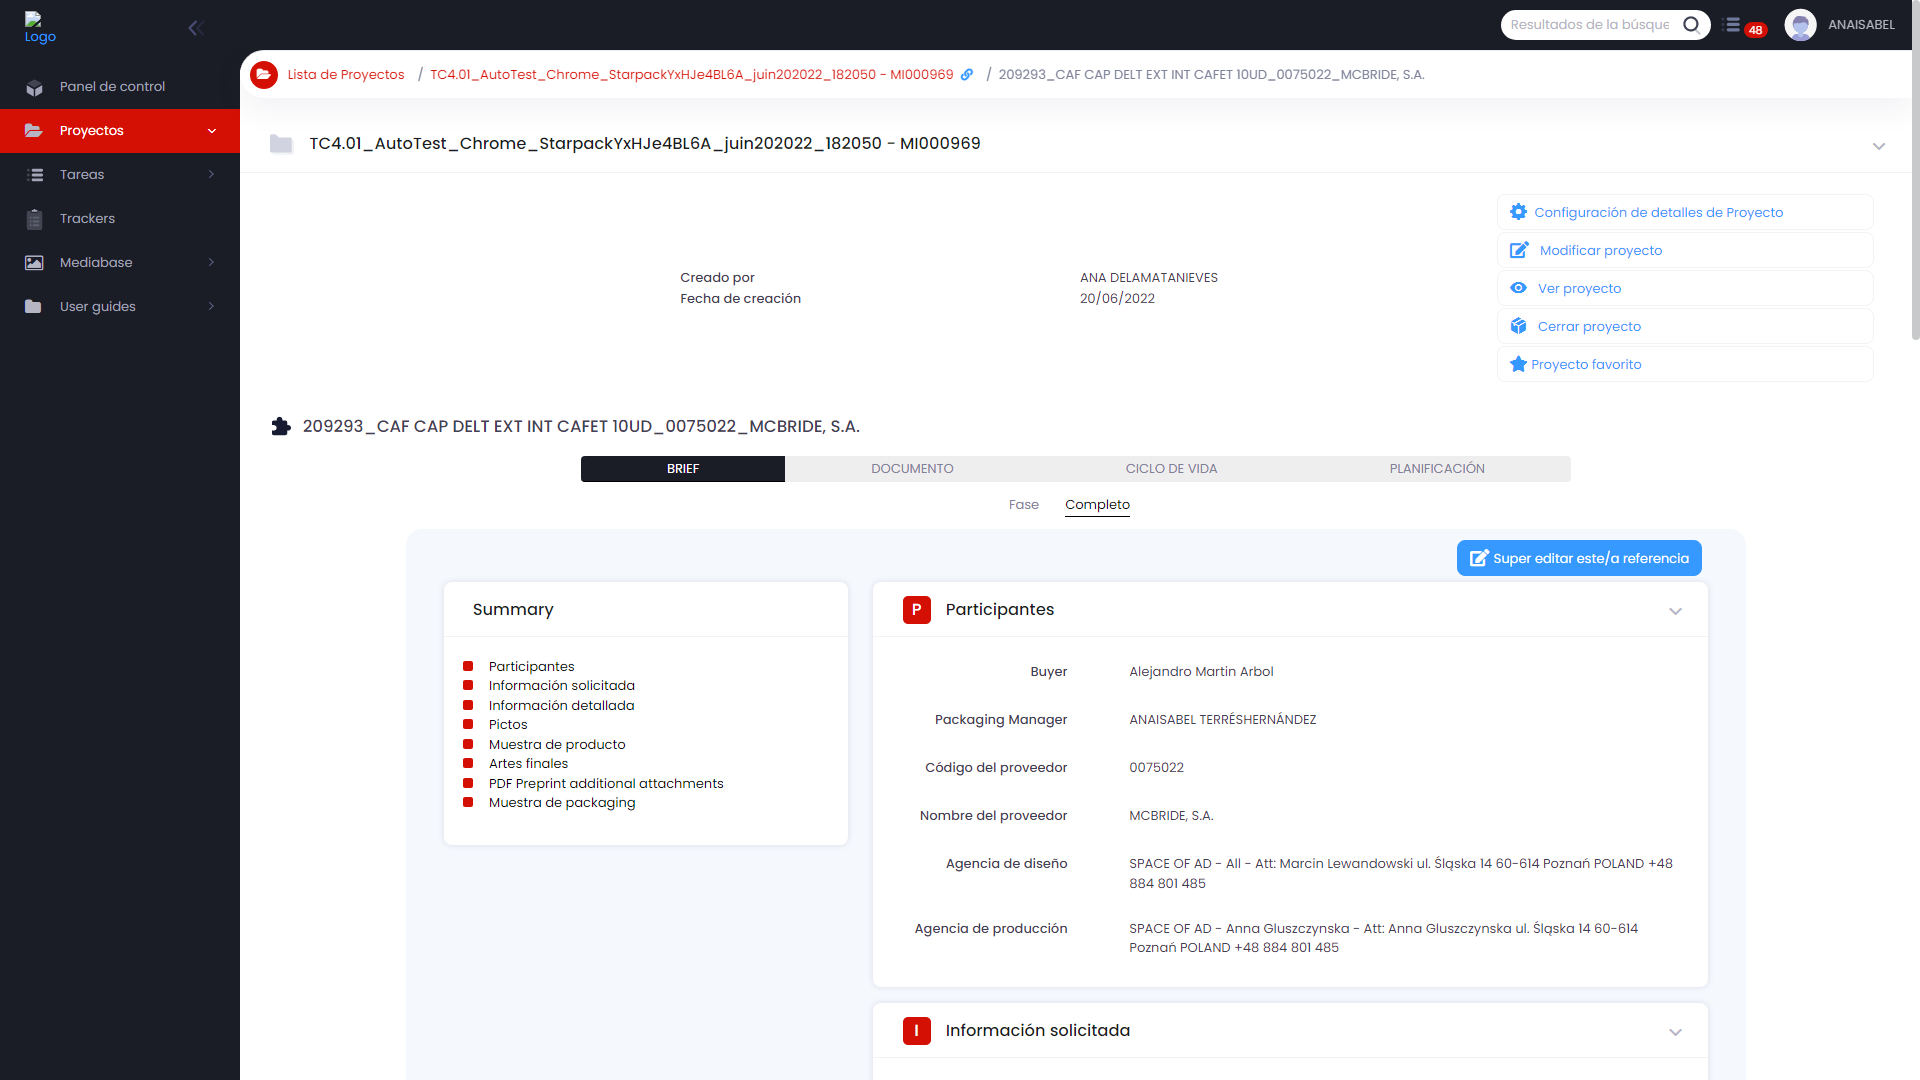 Logo
Resultados de la búsque
48
ANAISABEL
Panel de control
Proyectos
Tareas
Trackers
Mediabase
User guides
Lista de Proyectos / TC4.01_AutoTest_Chrome_StarpackYxHJe4BL6A_juin202022_182050 - MI000969 / 209293_CAF CAP DELT EXT INT CAFET 10UD_0075022_MCBRIDE, S.A.
TC4.01_AutoTest_Chrome_StarpackYxHJe4BL6A_juin202022_182050 - MI000969
Creado por ANA DELAMATANIEVES
Fecha de creación 20/06/2022
Configuración de detalles de Proyecto
Modificar proyecto
Ver proyecto
Cerrar proyecto
Proyecto favorito
209293_CAF CAP DELT EXT INT CAFET 10UD_0075022_MCBRIDE, S.A.
BRIEF DOCUMENTO CICLO DE VIDA PLANIFICACIÓN
Fase Completo
Super editar este/a referencia
Summary
Participantes
Información solicitada
Información detallada
Pictos
Muestra de producto
Artes finales
PDF Preprint additional attachments
Muestra de packaging
P Participantes
Buyer Alejandro Martin Arbol
Packaging Manager ANAISABEL TERRÉSHERNÁNDEZ
Código del proveedor 0075022
Nombre del proveedor MCBRIDE, S.A.
Agencia de diseño SPACE OF AD - All - Att: Marcin Lewandowski ul. Śląska 14 60-614 Poznań POLAND +48
884 801 485
Agencia de producción SPACE OF AD - Anna Gluszczynska - Att: Anna Gluszczynska ul. Śląska 14 60-614
Poznań POLAND +48 884 801 485
I Información solicitada